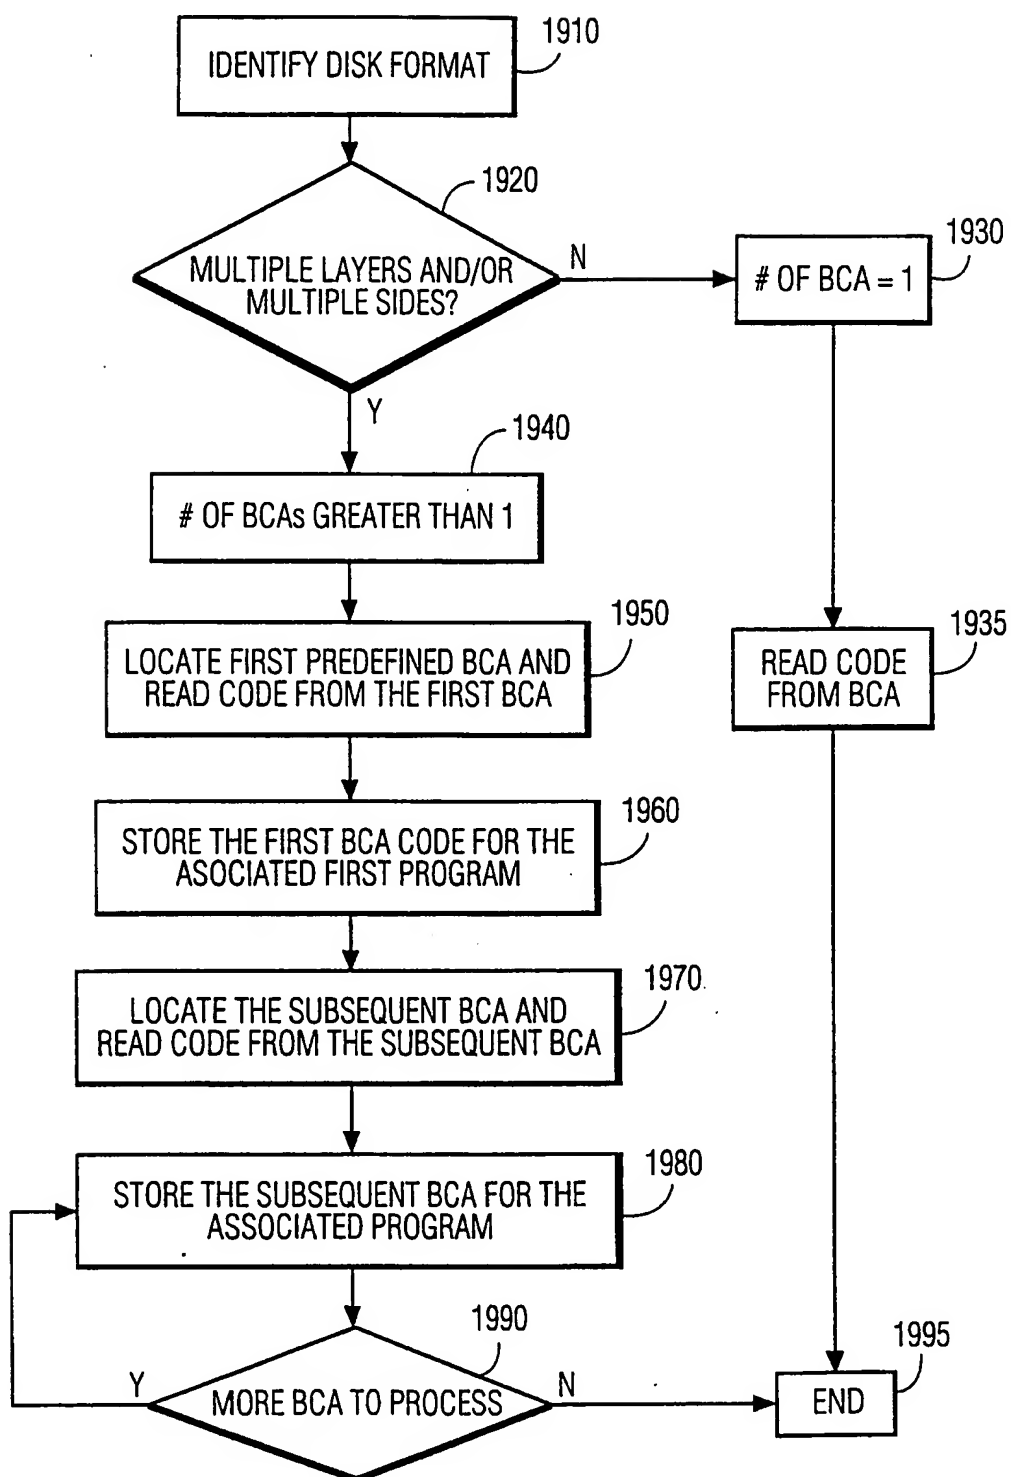 1910
IDENTIFY DISK FORMAT
1920
MULTIPLE LAYERS AND/OR
MULTIPLE SIDES?
N
1930
# OF BCA = 1
Y
1940
# OF BCAs GREATER THAN 1
1950
LOCATE FIRST PREDEFINED BCA AND
READ CODE FROM THE FIRST BCA
1935
READ CODE
FROM BCA
1960
STORE THE FIRST BCA CODE FOR THE
ASOCIATED FIRST PROGRAM
1970
LOCATE THE SUBSEQUENT BCA AND
READ CODE FROM THE SUBSEQUENT BCA
1980
STORE THE SUBSEQUENT BCA FOR THE
ASSOCIATED PROGRAM
1990
Y
MORE BCA TO PROCESS
N
1995
END